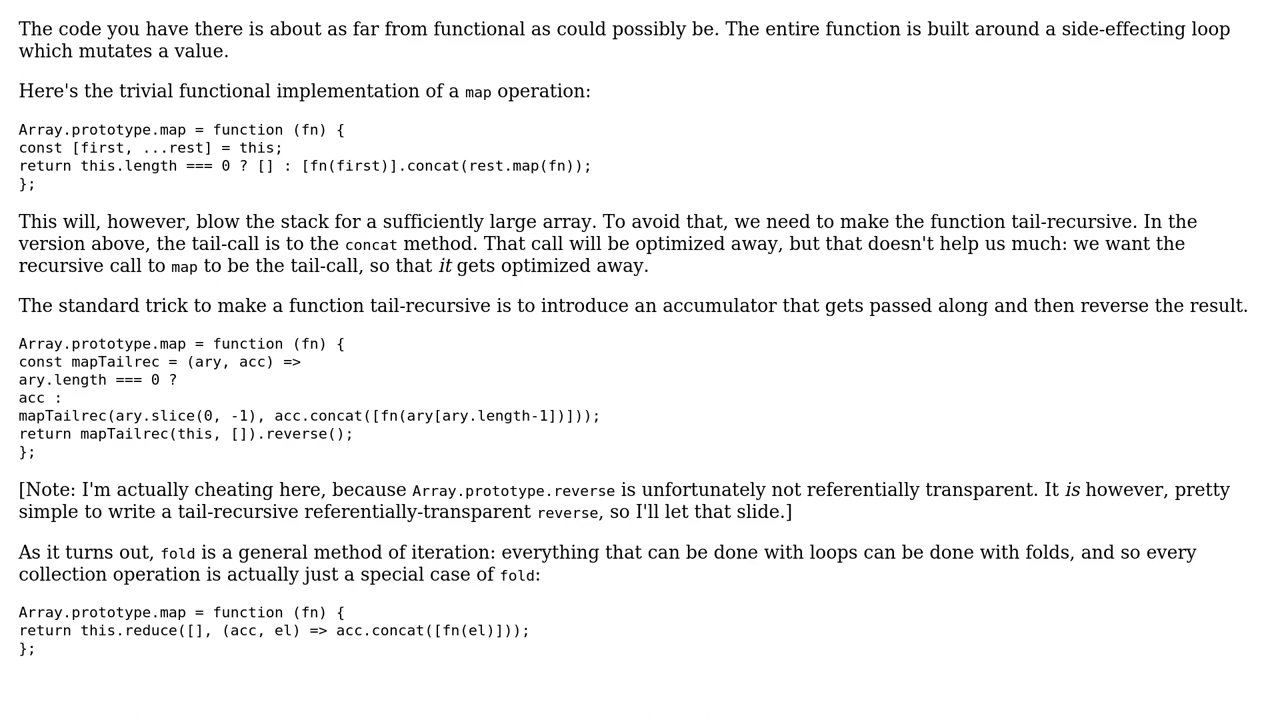 The code you have there is about as far from functional as could possibly be. The entire function is built around a side-effecting loop
which mutates a value.
Here's the trivial functional implementation of a map operation:
Array.prototype.map = function (fn) {
const [first, ...rest] = this;
return this.length === 0 ? [] : [fn(first)].concat(rest.map(fn));
};
This will, however, blow the stack for a sufficiently large array. To avoid that, we need to make the function tail-recursive. In the
version above, the tail-call is to the concat method. That call will be optimized away, but that doesn't help us much: we want the
recursive call to map to be the tail-call, so that it gets optimized away.
The standard trick to make a function tail-recursive is to introduce an accumulator that gets passed along and then reverse the result.
Array.prototype.map = function (fn) {
const mapTailrec = (ary, acc) =>
ary.length === 0 ?
acc :
mapTailrec(ary.slice(0, -1), acc.concat([fn(ary[ary.length-1])]));
return mapTailrec(this, []).reverse();
};
[Note: I'm actually cheating here, because Array.prototype.reverse is unfortunately not referentially transparent. It is however, pretty
simple to write a tail-recursive referentially-transparent reverse, so I'll let that slide.]
As it turns out, fold is a general method of iteration: everything that can be done with loops can be done with folds, and so every
collection operation is actually just a special case of fold:
Array.prototype.map = function (fn) {
return this.reduce([], (acc, el) => acc.concat([fn(el)]));
};